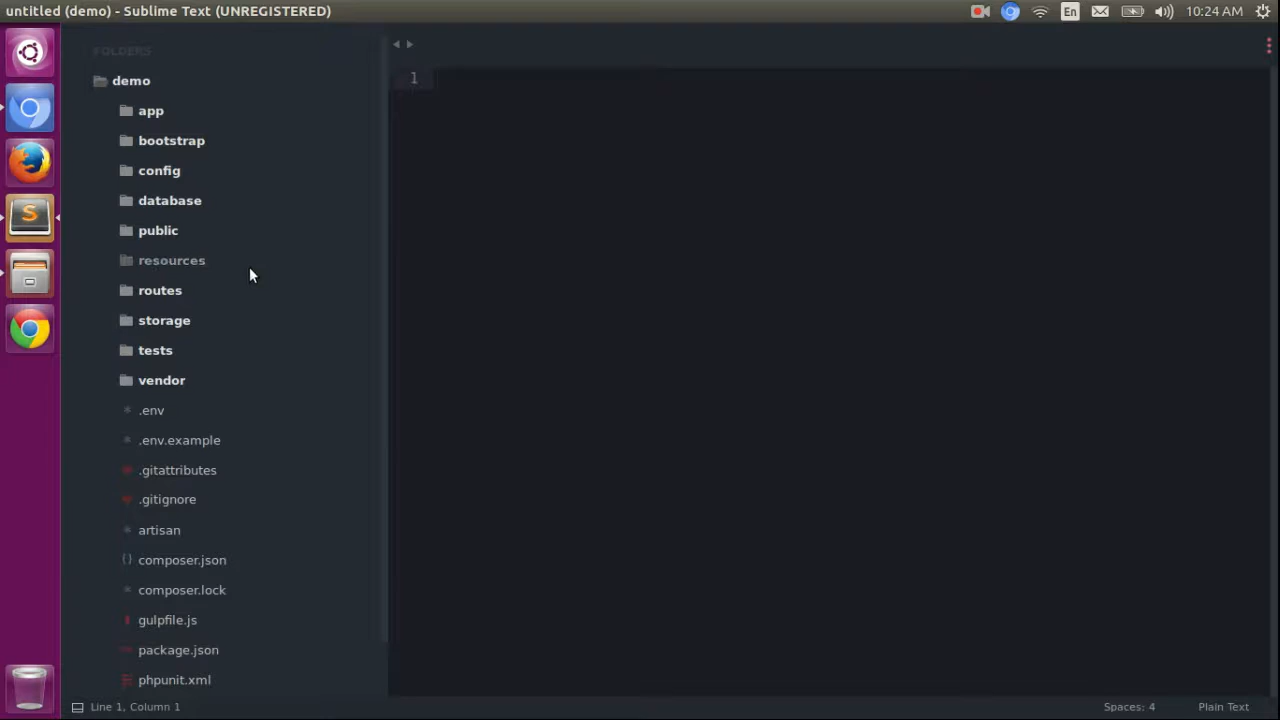 untitled (demo) - Sublime Text (UNREGISTERED)
En
10:24 AM
FOLDERS
demo
app
bootstrap
config
database
public
resources
routes
storage
tests
vendor
.env
.env.example
.gitattributes
.gitignore
artisan
composer.json
composer.lock
gulpfile.js
package.json
phpunit.xml
1
Line 1, Column 1
Spaces: 4
Plain Text